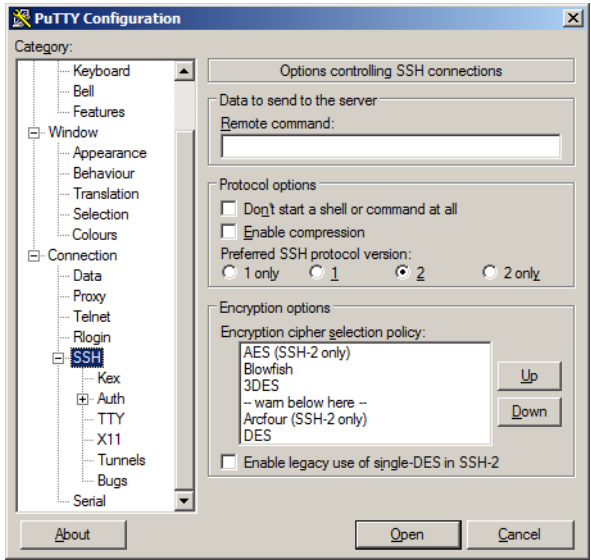 PuTTY Configuration
Category:
Keyboard
Bell
Features
Window
Appearance
Behaviour
Translation
Selection
Colours
Connection
Data
Proxy
Telnet
Rlogin
SSH
Kex
Auth
TTY
X11
Tunnels
Bugs
Serial
Options controlling SSH connections
Data to send to the server
Remote command:
Protocol options
Don't start a shell or command at all
Enable compression
Preferred SSH protocol version:
1 only 1 2 2 only
Encryption options
Encryption cipher selection policy:
AES (SSH-2 only)
Blowfish
3DES
-- warn below here --
Arcfour (SSH-2 only)
DES
Up
Down
Enable legacy use of single-DES in SSH-2
About Open Cancel